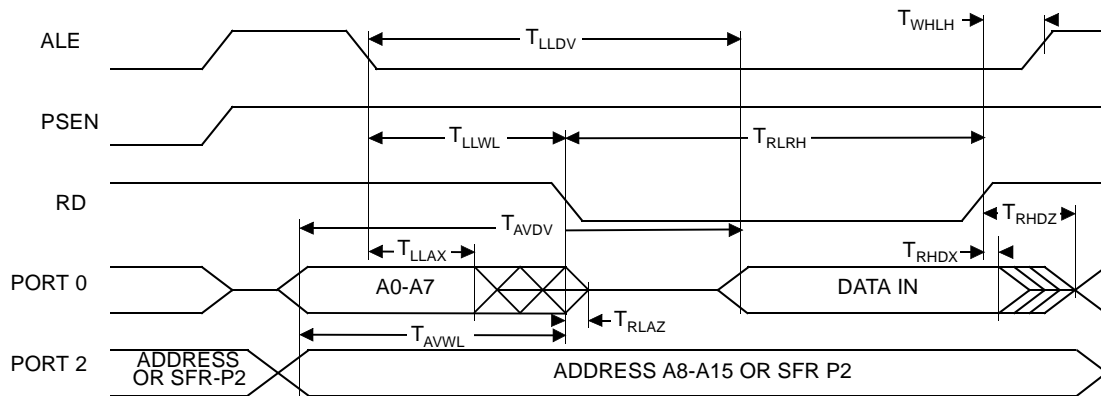 T_WHLH
ALE
T_LLDV
PSEN
T_LLWL
T_RLRH
RD
T_RHDZ
T_AVDV
T_LLAX
T_RHDX
PORT 0
A0-A7
DATA IN
T_RLAZ
T_AVWL
PORT 2
ADDRESS
OR SFR-P2
ADDRESS A8-A15 OR SFR P2